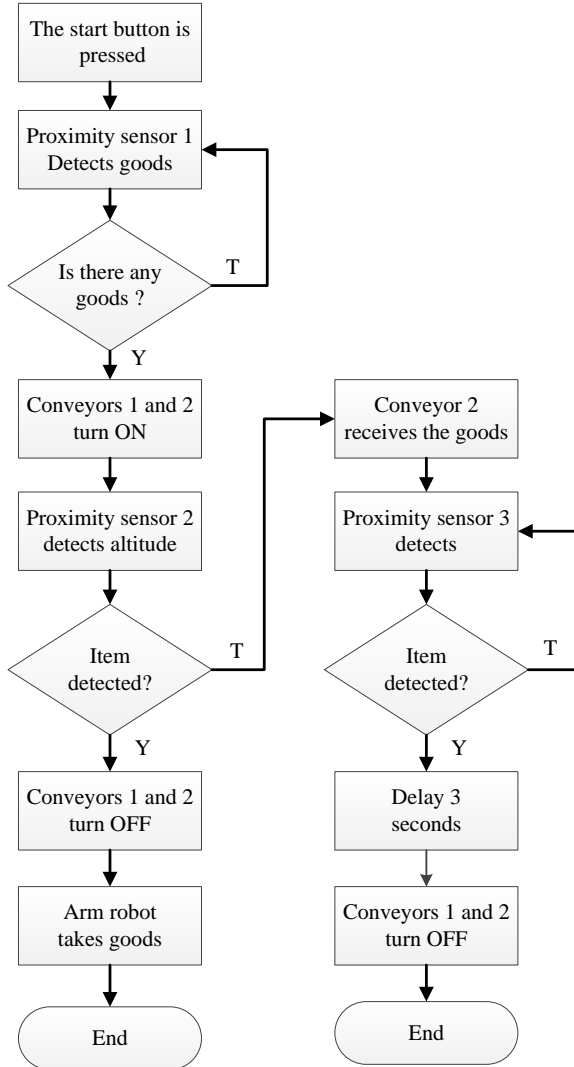 The start button is
pressed
Proximity sensor 1
Detects goods
Is there any
goods ?
T
Y
Conveyors 1 and 2
turn ON
Proximity sensor 2
detects altitude
Item
detected?
T
Y
Conveyors 1 and 2
turn OFF
Arm robot
takes goods
End
Conveyor 2
receives the goods
Proximity sensor 3
detects
Item
detected?
T
Y
Delay 3
seconds
Conveyors 1 and 2
turn OFF
End